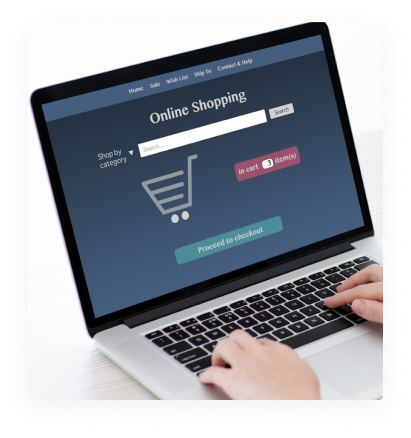 Home Sale Wish List Ship To Contact & Help
Online Shopping
Search... Search
Shop by
category
in cart 3 item(s)
Proceed to checkout